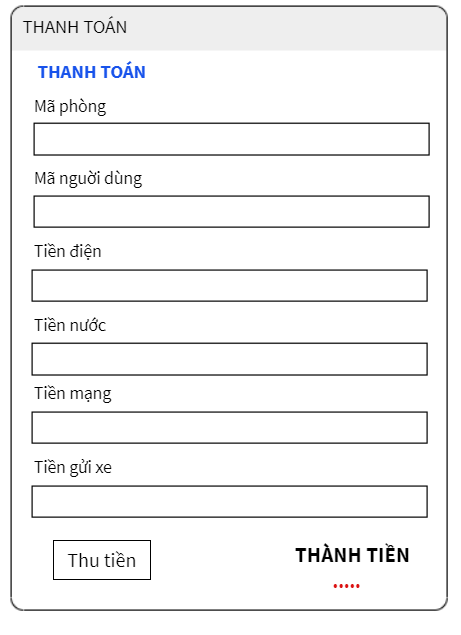 THANH TOÁN
THANH TOÁN
Mã phòng
Mã người dùng
Tiền điện
Tiền nước
Tiền mạng
Tiền gửi xe
Thu tiền
THÀNH TIỀN
.....